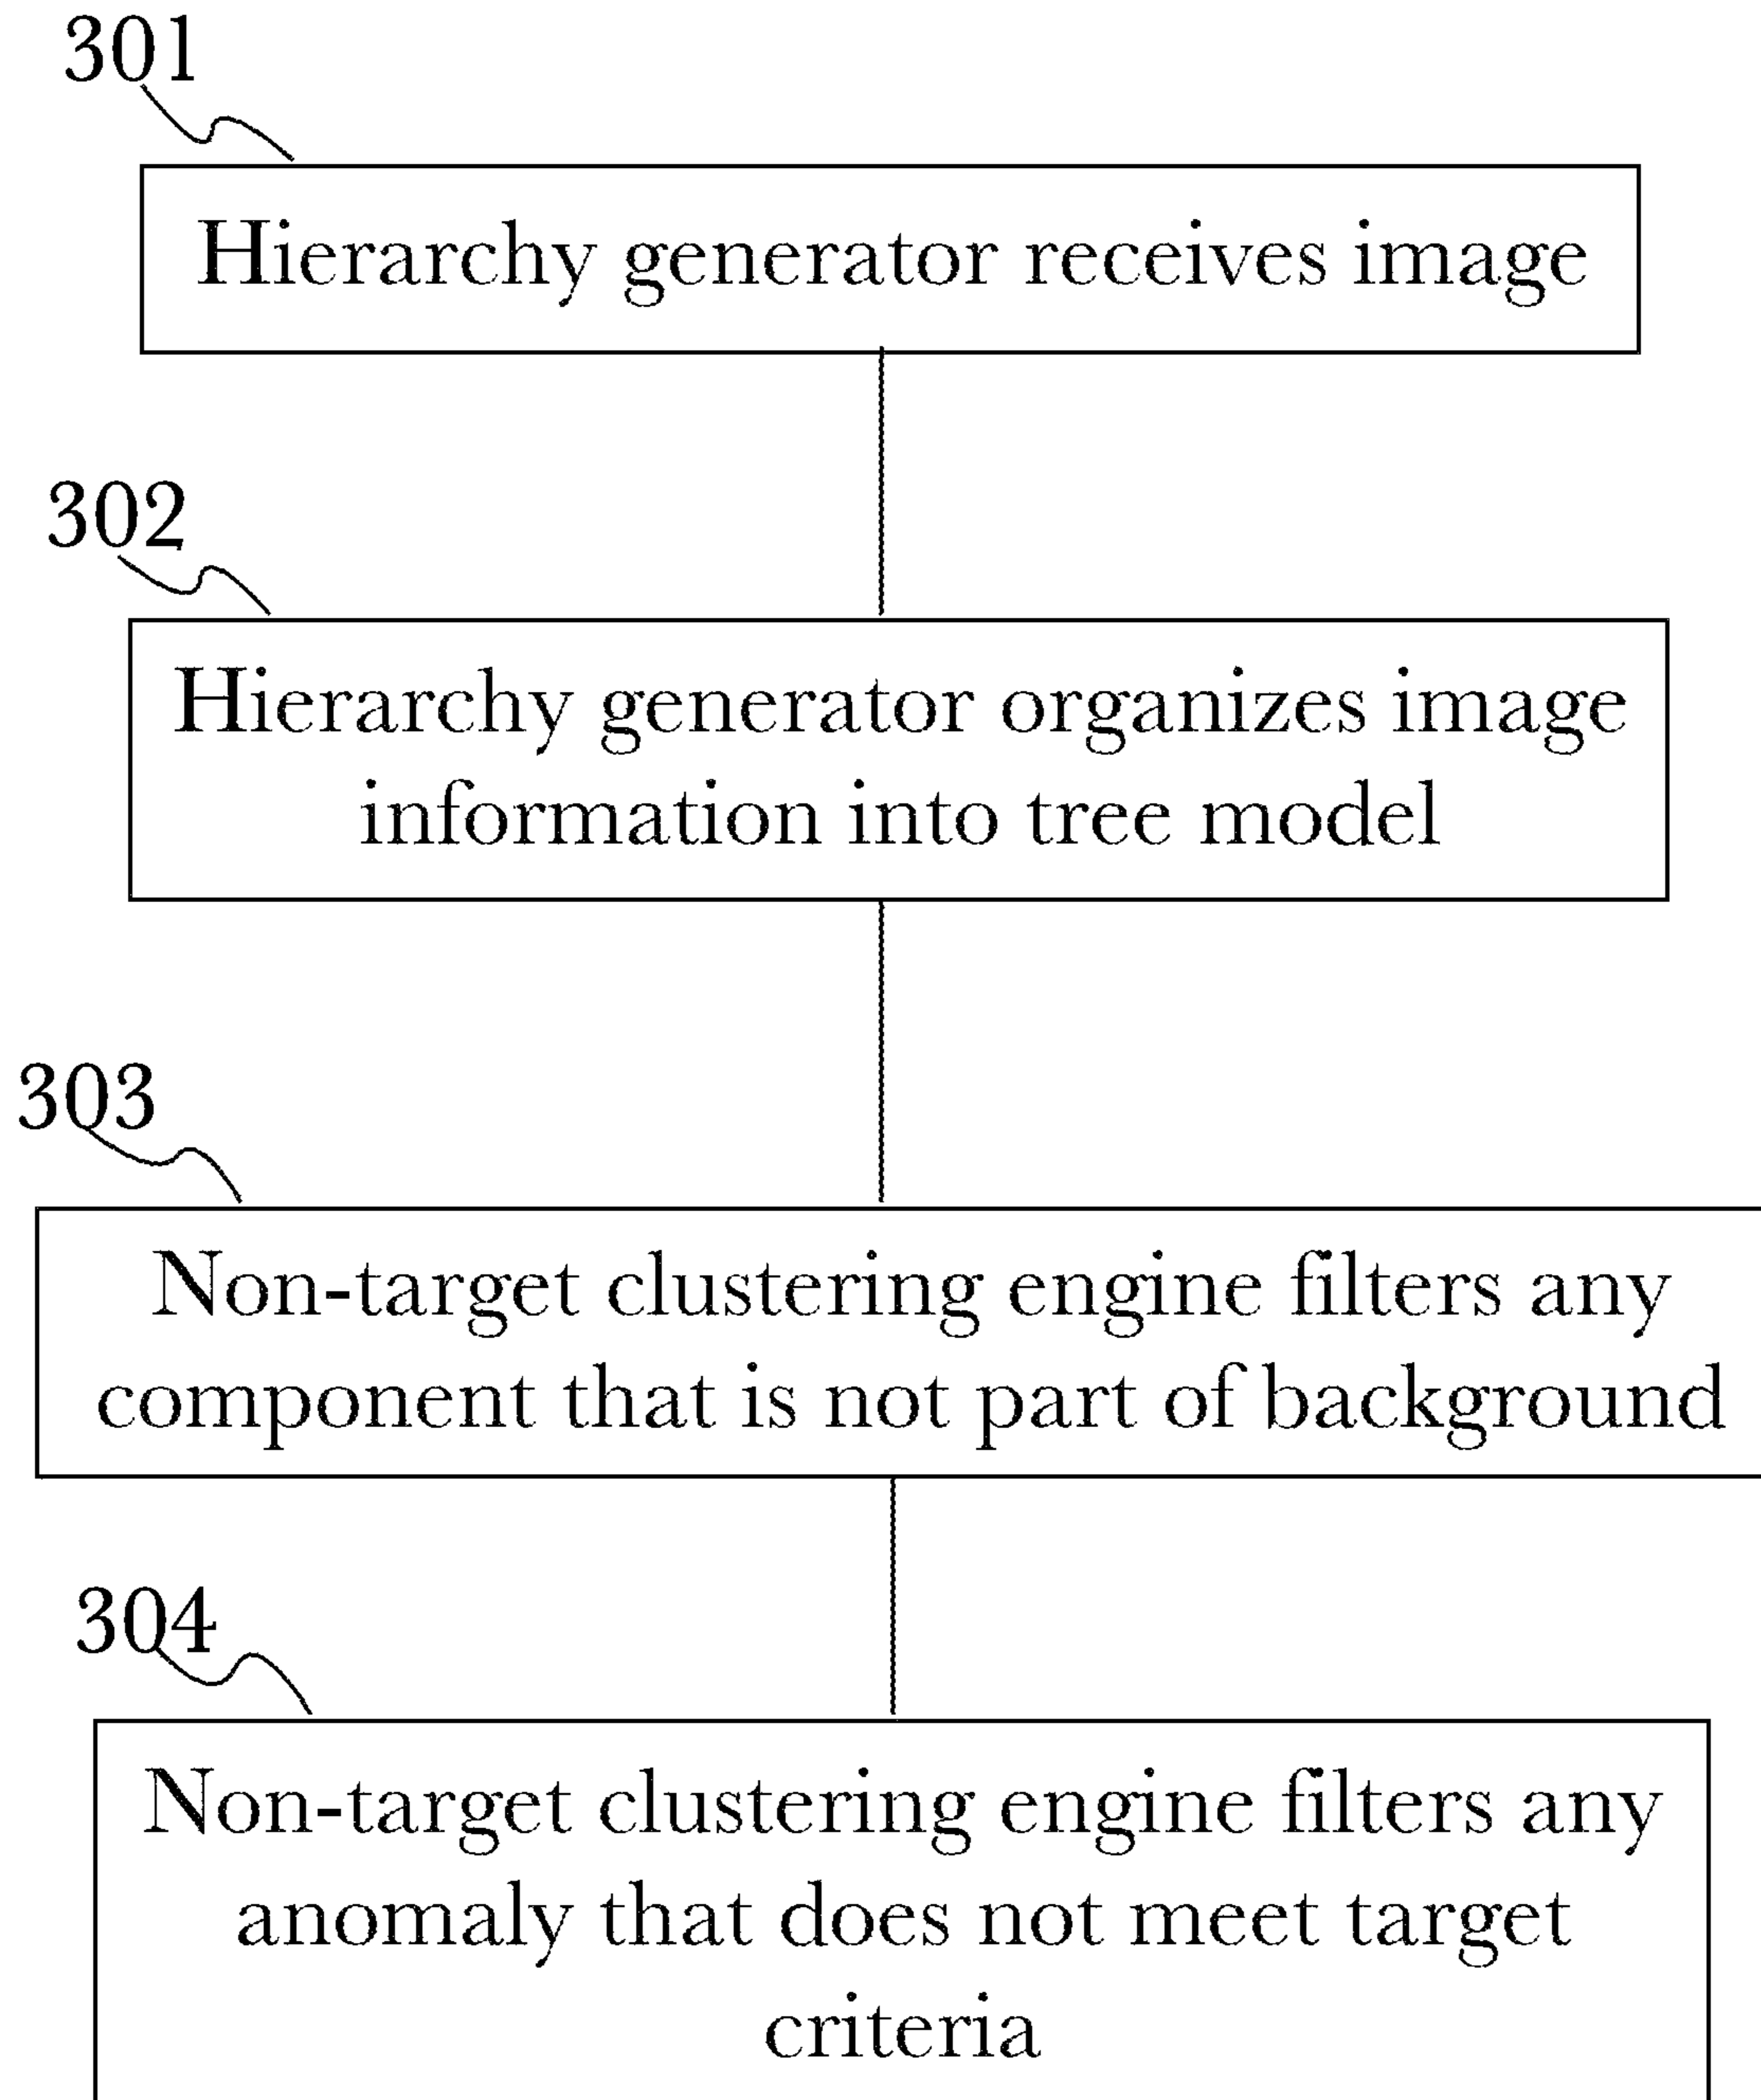 301
Hierarchy generator receives image
302
Hierarchy generator organizes image
information into tree model
303
Non-target clustering engine filters any
component that is not part of background
304
Non-target clustering engine filters any
anomaly that does not meet target
criteria